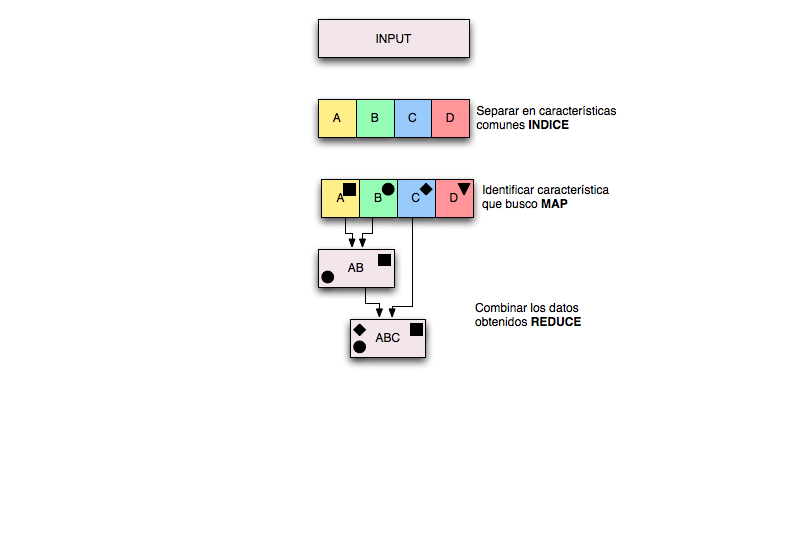 INPUT
A B C D
Separar en características
comunes INDICE
A B C D
Identificar característica
que busco MAP
AB
Combinar los datos
obtenidos REDUCE
ABC